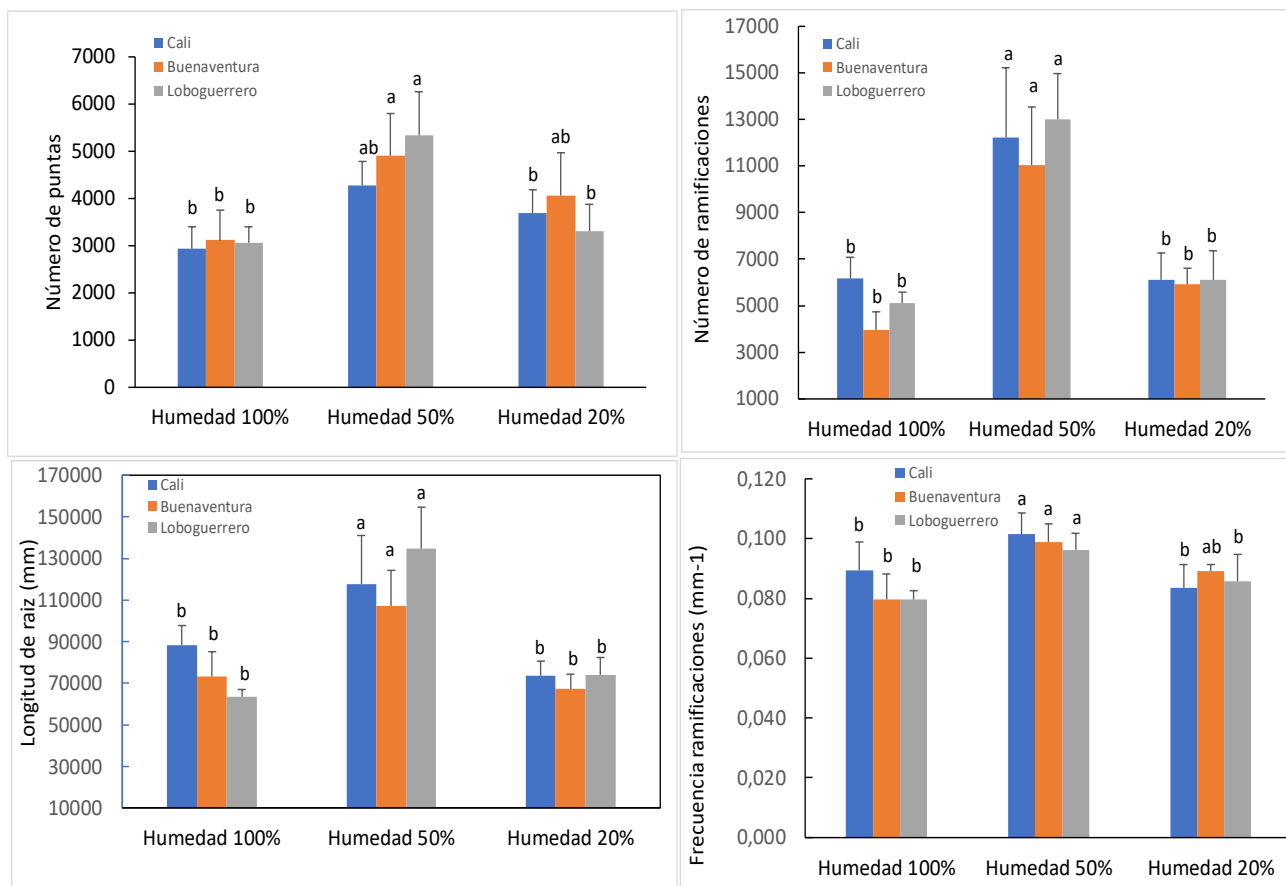 Número de puntas
7000
6000
5000
4000
3000
2000
1000
0
Cali
Buenaventura
Loboguerrero
b b b
ab a a
b ab b
Humedad 100% Humedad 50% Humedad 20%
Número de ramificaciones
17000
15000
13000
11000
9000
7000
5000
3000
1000
Cali
Buenaventura
Loboguerrero
b b b
a a a
b b b
Humedad 100% Humedad 50% Humedad 20%
Longitud de raiz (mm)
170000
150000
130000
110000
90000
70000
50000
30000
10000
Cali
Buenaventura
Loboguerrero
b b b
a a a
b b b
Humedad 100% Humedad 50% Humedad 20%
Frecuencia ramificaciones (mm-1)
0,120
0,100
0,080
0,060
0,040
0,020
0,000
Cali
Buenaventura
Loboguerrero
b b b
a a a
b ab b
Humedad 100% Humedad 50% Humedad 20%